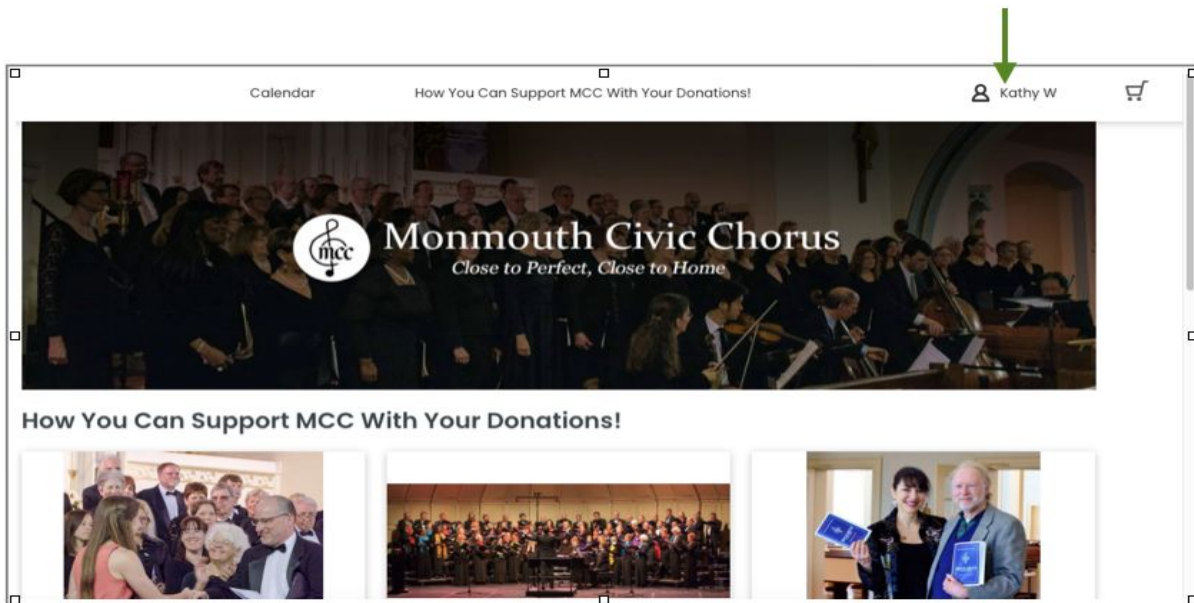 Calendar
How You Can Support MCC With Your Donations!
Kathy W
mcc
Monmouth Civic Chorus
Close to Perfect, Close to Home
How You Can Support MCC With Your Donations!